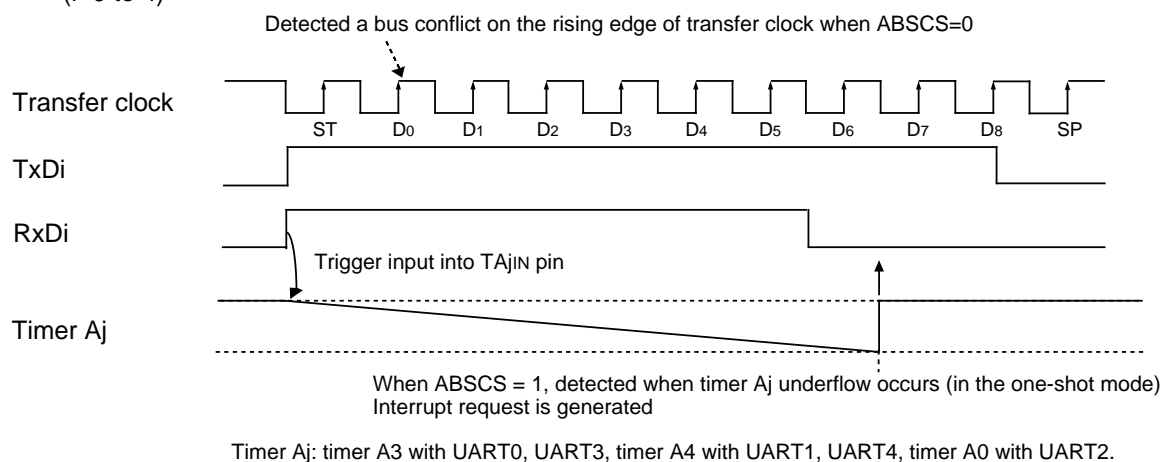 Detected a bus conflict on the rising edge of transfer clock when ABSCS=0
Transfer clock
ST D0 D1 D2 D3 D4 D5 D6 D7 D8 SP
TxDi
RxDi
Trigger input into TAjIN pin
Timer Aj
When ABSCS = 1, detected when timer Aj underflow occurs (in the one-shot mode)
Interrupt request is generated
Timer Aj: timer A3 with UART0, UART3, timer A4 with UART1, UART4, timer A0 with UART2.